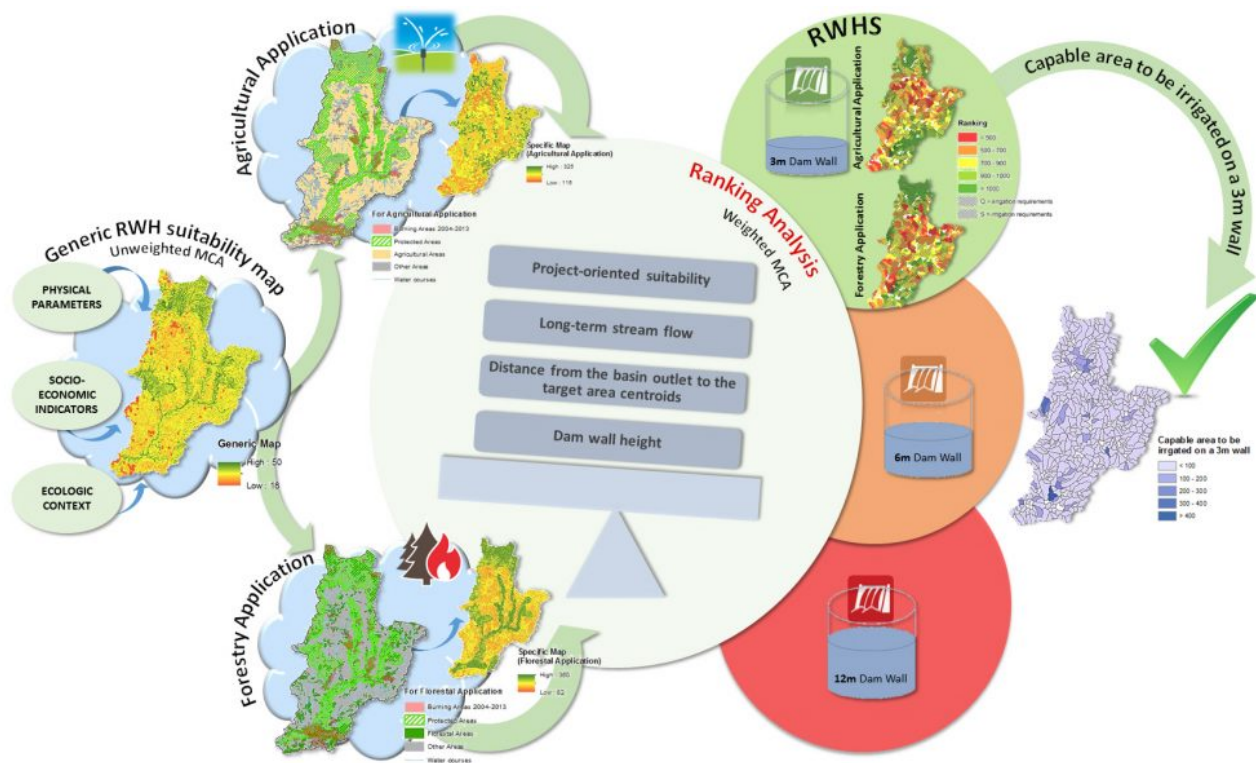 Generic RWH suitability map
Unweighted MCA
PHYSICAL
PARAMETERS
SOCIO-
ECONOMIC
INDICATORS
ECOLOGIC
CONTEXT
Generic Map
High : 50
Low : 16
Agricultural Application
Specific Map
(Agricultural Application)
High : 325
Low : 118
For Agricultural Application
Burning Areas 2004-2013
Protected Areas
Agricultural Areas
Other Areas
Water courses
Forestry Application
Specific Map
(Florestal Application)
High : 360
Low : 62
For Florestal Application
Burning Areas 2004-2013
Protected Areas
Florestal Areas
Other Areas
Water courses
Ranking Analysis
Weighted MCA
Project-oriented suitability
Long-term stream flow
Distance from the basin outlet to the
target area centroids
Dam wall height
RWHS
3m Dam Wall
Agricultural Application
Forestry Application
Ranking
< 500
500 - 700
700 - 900
900 - 1000
> 1000
Q < irrigation requirements
S < irrigation requirements
6m Dam Wall
12m Dam Wall
Capable area to be irrigated on a 3m wall
Capable area to be
irrgated on a 3m wall
< 100
100 - 200
200 - 300
300 - 400
> 400